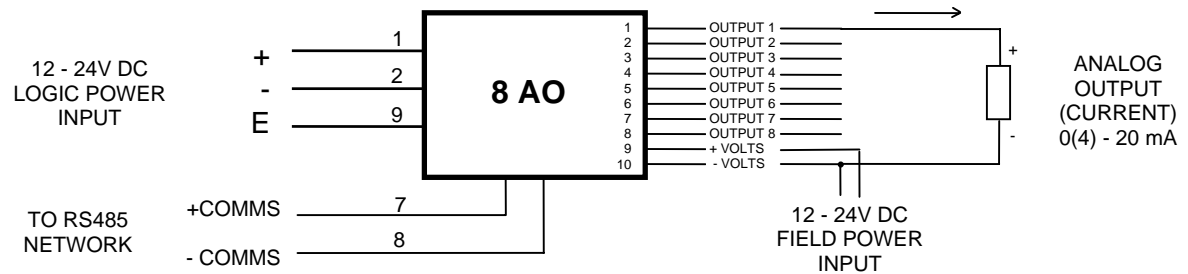 12 - 24V DC
LOGIC POWER
INPUT
+
-
E
1
2
9
8 AO
1
2
3
4
5
6
7
8
9
10
OUTPUT 1
OUTPUT 2
OUTPUT 3
OUTPUT 4
OUTPUT 5
OUTPUT 6
OUTPUT 7
OUTPUT 8
+ VOLTS
- VOLTS
+
-
ANALOG
OUTPUT
(CURRENT)
0(4) - 20 mA
TO RS485
NETWORK
+COMMS
- COMMS
7
8
12 - 24V DC
FIELD POWER
INPUT